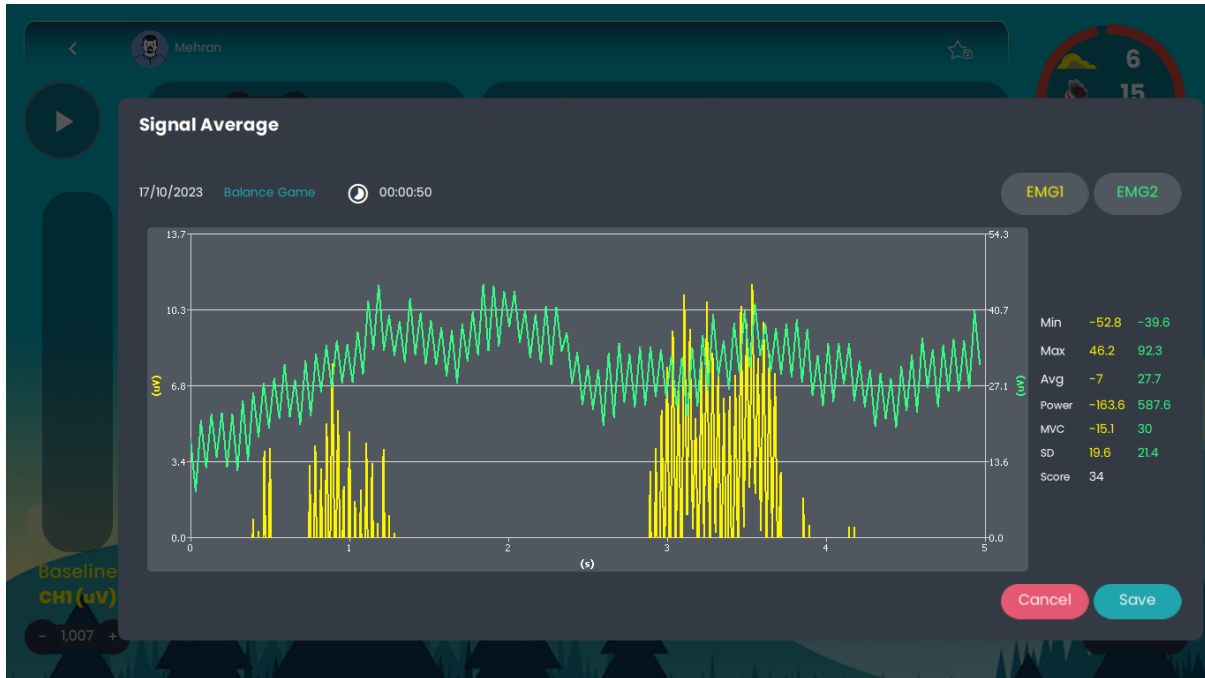 Mehran
6
15
Signal Average
17/10/2023 Balance Game 00:00:50
EMG1 EMG2
13.7 54.3
10.3 40.7
6.8 27.1
3.4 13.6
0.0 0.0
(uV) (uV)
0 1 2 3 4 5
(s)
Min -52.8 -39.6
Max 46.2 92.3
Avg -7 27.7
Power -163.6 587.6
MVC -15.1 30
SD 19.6 21.4
Score 34
Baseline
CH1 (uV)
- 1,007 +
Cancel Save